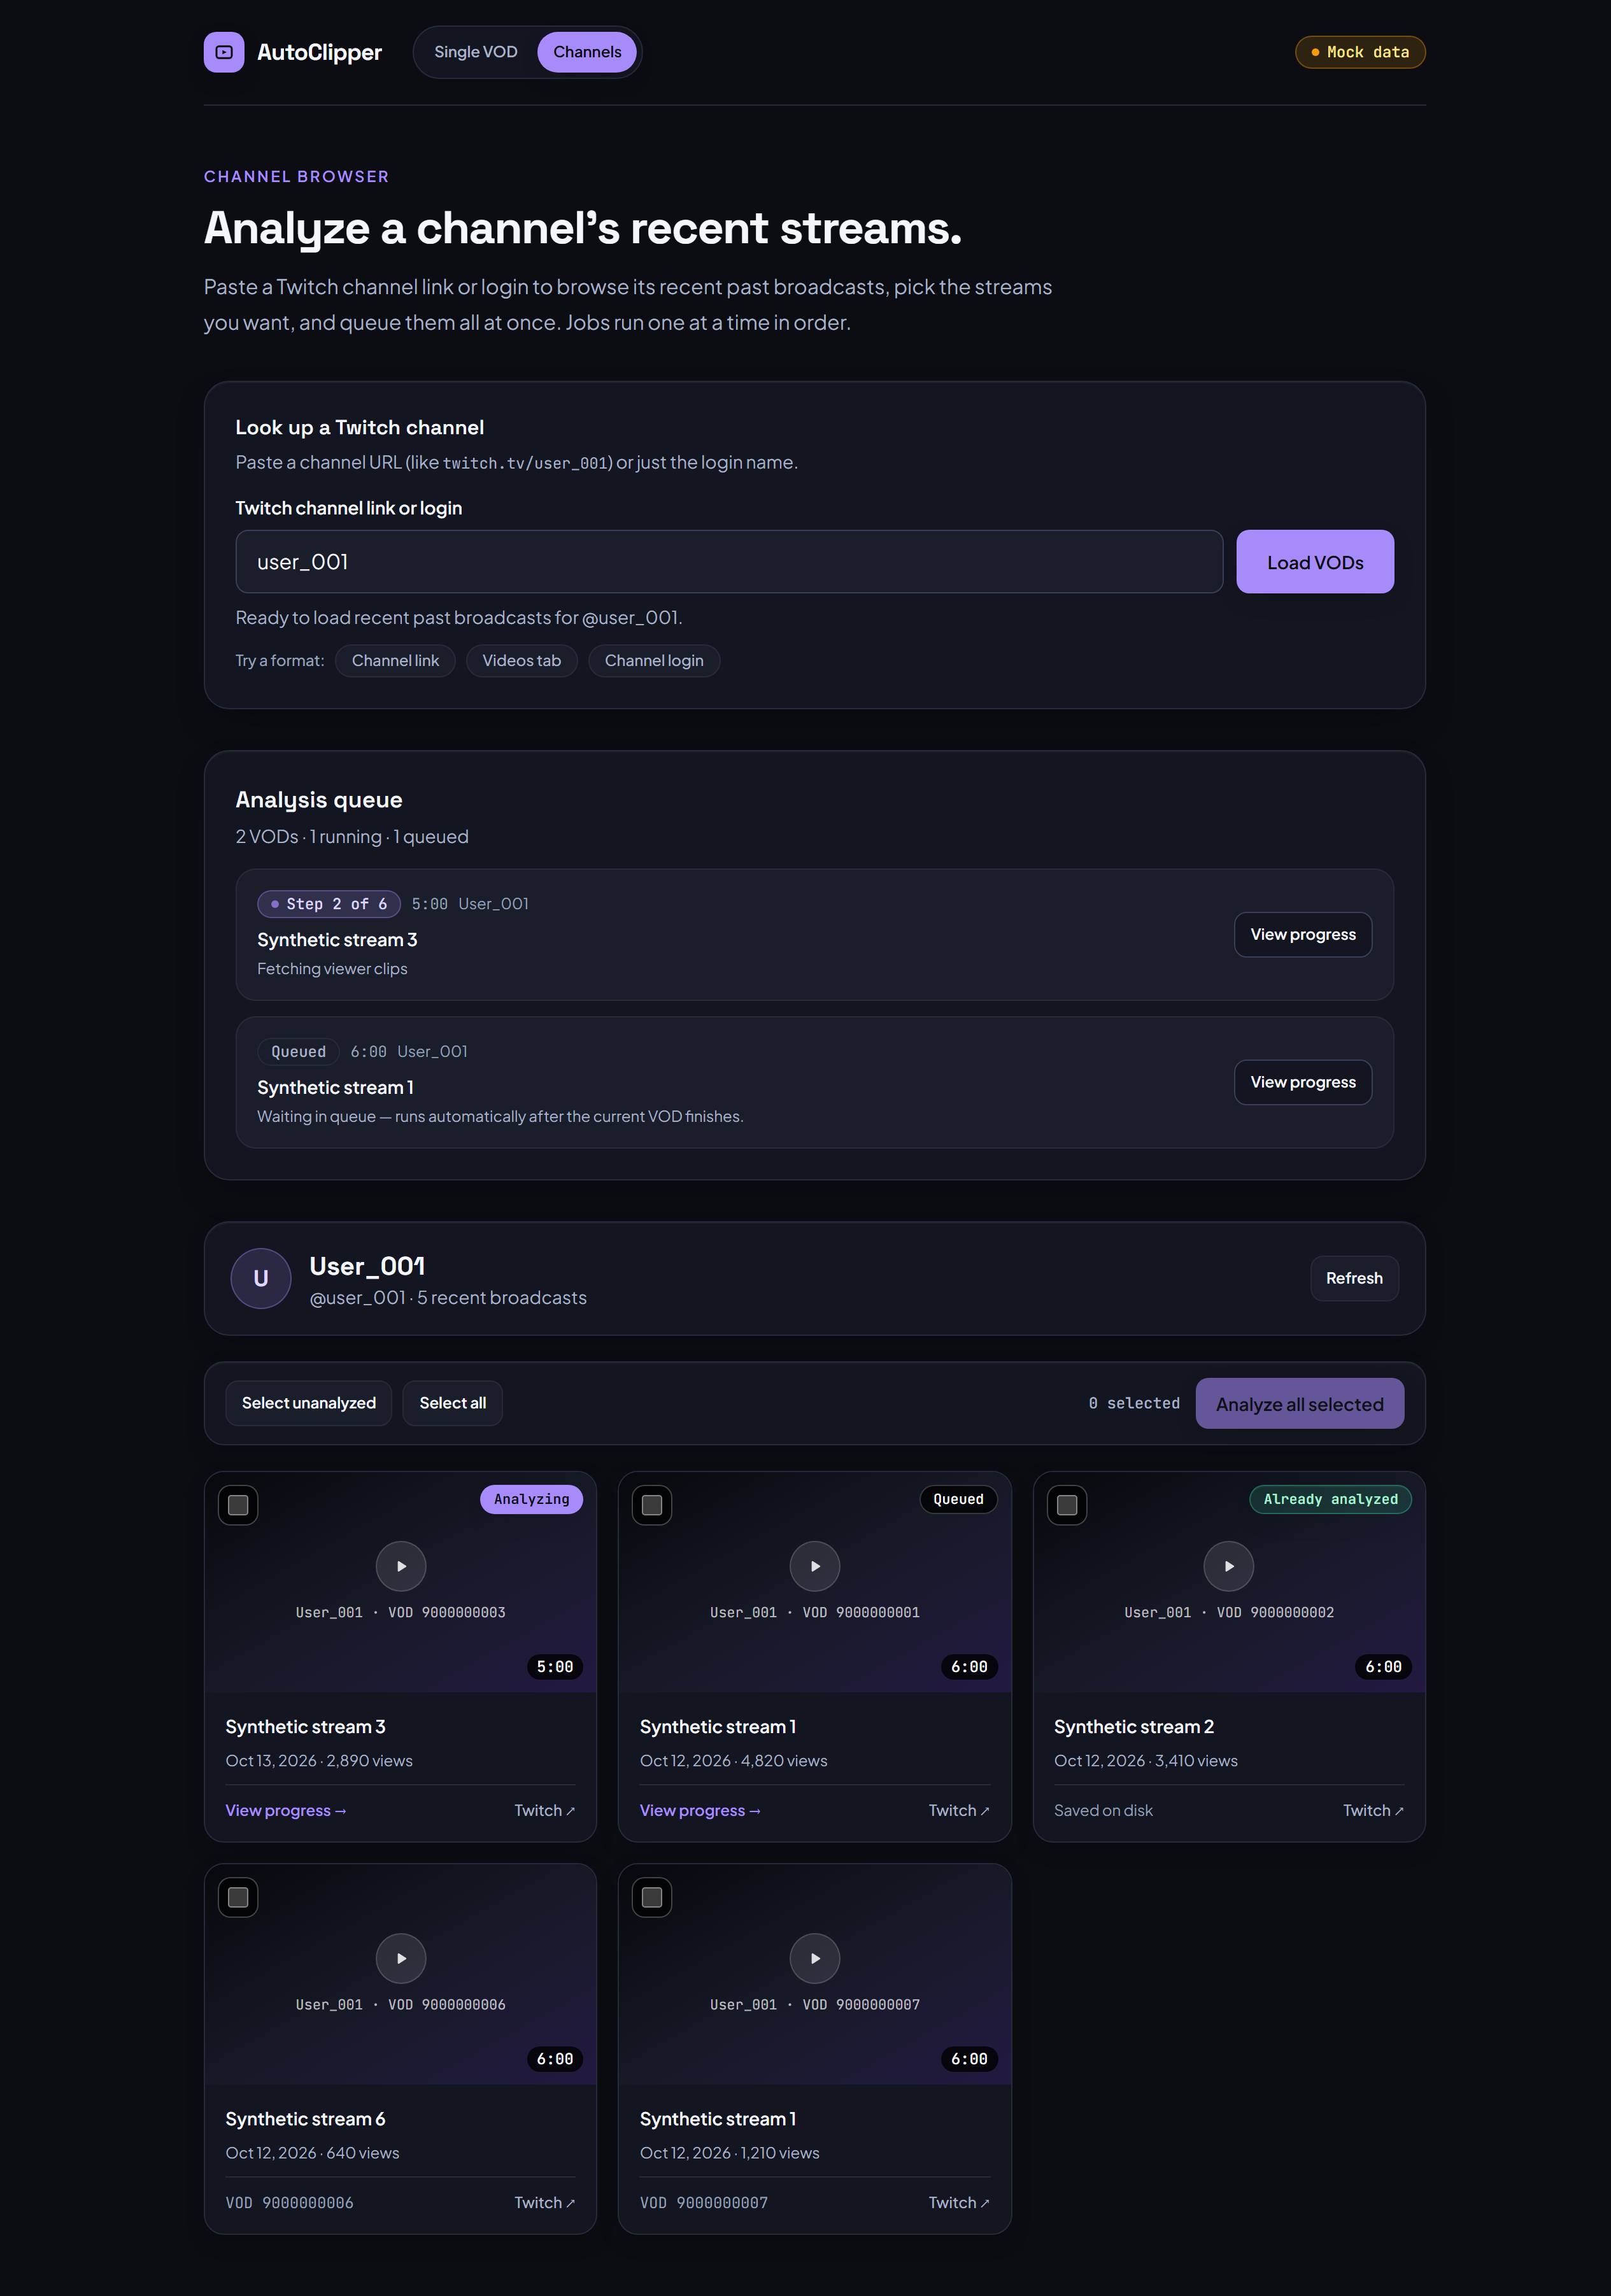 AutoClipper
Single VOD
Channels
Mock data
CHANNEL BROWSER
Analyze a channel’s recent streams.
Paste a Twitch channel link or login to browse its recent past broadcasts, pick the streams
you want, and queue them all at once. Jobs run one at a time in order.
Look up a Twitch channel
Paste a channel URL (like twitch.tv/user_001) or just the login name.
Twitch channel link or login
user_001
Load VODs
Ready to load recent past broadcasts for @user_001.
Try a format:
Channel link
Videos tab
Channel login
Analysis queue
2 VODs · 1 running · 1 queued
Step 2 of 6
5:00
User_001
Synthetic stream 3
Fetching viewer clips
View progress
Queued
6:00
User_001
Synthetic stream 1
Waiting in queue — runs automatically after the current VOD finishes.
View progress
U
User_001
@user_001 · 5 recent broadcasts
Refresh
Select unanalyzed
Select all
0 selected
Analyze all selected
Analyzing
User_001 · VOD 9000000003
5:00
Synthetic stream 3
Oct 13, 2026 · 2,890 views
View progress →
Twitch ↗
Queued
User_001 · VOD 9000000001
6:00
Synthetic stream 1
Oct 12, 2026 · 4,820 views
View progress →
Twitch ↗
Already analyzed
User_001 · VOD 9000000002
6:00
Synthetic stream 2
Oct 12, 2026 · 3,410 views
Saved on disk
Twitch ↗
User_001 · VOD 9000000006
6:00
Synthetic stream 6
Oct 12, 2026 · 640 views
VOD 9000000006
Twitch ↗
User_001 · VOD 9000000007
6:00
Synthetic stream 1
Oct 12, 2026 · 1,210 views
VOD 9000000007
Twitch ↗